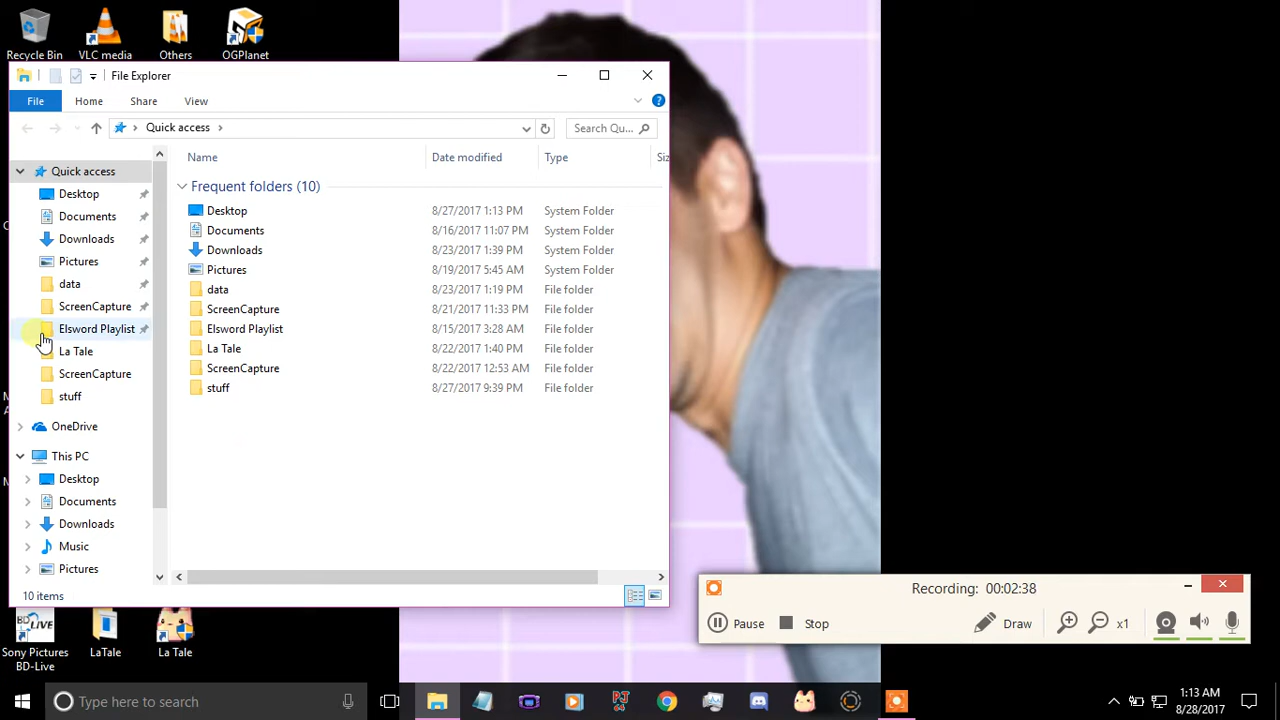 Recycle Bin
VLC media
Others
OGPlanet
File Explorer
File
Home
Share
View
Quick access
Search Qu...
Quick access
Desktop
Documents
Downloads
Pictures
data
ScreenCapture
Elsword Playlist
La Tale
ScreenCapture
stuff
OneDrive
This PC
Desktop
Documents
Downloads
Music
Pictures
Name Date modified Type Siz
Frequent folders (10)
Desktop 8/27/2017 1:13 PM System Folder
Documents 8/16/2017 11:07 PM System Folder
Downloads 8/23/2017 1:39 PM System Folder
Pictures 8/19/2017 5:45 AM System Folder
data 8/23/2017 1:19 PM File folder
ScreenCapture 8/21/2017 11:33 PM File folder
Elsword Playlist 8/15/2017 3:28 AM File folder
La Tale 8/22/2017 1:40 PM File folder
ScreenCapture 8/22/2017 12:53 AM File folder
stuff 8/27/2017 9:39 PM File folder
10 items
Recording: 00:02:38
Pause
Stop
Draw
x1
BD LIVE
Sony Pictures
BD-Live
LaTale
La Tale
Type here to search
PJ
64
1:13 AM
8/28/2017